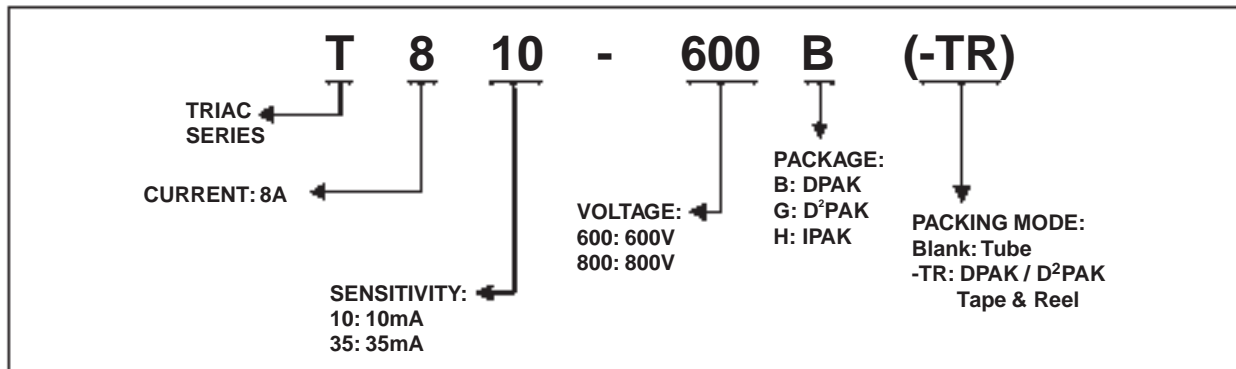 T 8 10 - 600 B (-TR)
TRIAC
SERIES
CURRENT: 8A
SENSITIVITY:
10: 10mA
35: 35mA
VOLTAGE:
600: 600V
800: 800V
PACKAGE:
B: DPAK
G: D²PAK
H: IPAK
PACKING MODE:
Blank: Tube
-TR: DPAK / D²PAK
Tape & Reel